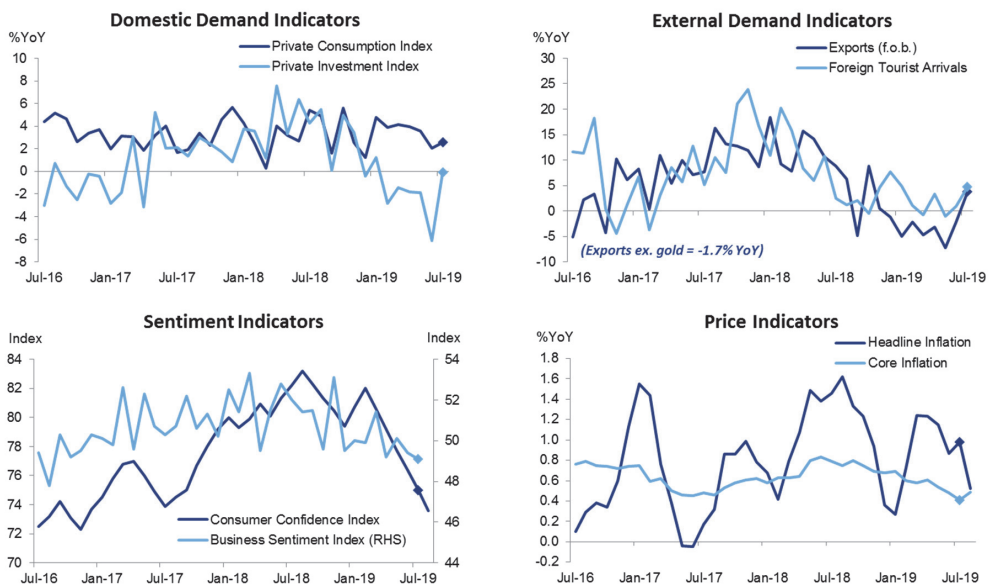 Domestic Demand Indicators
%YoY
Private Consumption Index
Private Investment Index
10
8
6
4
2
0
-2
-4
-6
-8
Jul-16 Jan-17 Jul-17 Jan-18 Jul-18 Jan-19 Jul-19
External Demand Indicators
%YoY
Exports (f.o.b.)
Foreign Tourist Arrivals
30
25
20
15
10
5
0
-5
-10
(Exports ex. gold = -1.7% YoY)
Jul-16 Jan-17 Jul-17 Jan-18 Jul-18 Jan-19 Jul-19
Sentiment Indicators
Index Index
84 54
82 52
80
78 50
76 48
74
72 46
70 44
Consumer Confidence Index
Business Sentiment Index (RHS)
Jul-16 Jan-17 Jul-17 Jan-18 Jul-18 Jan-19 Jul-19
Price Indicators
%YoY
Headline Inflation
Core Inflation
1.8
1.6
1.4
1.2
1.0
0.8
0.6
0.4
0.2
0.0
-0.2
Jul-16 Jan-17 Jul-17 Jan-18 Jul-18 Jan-19 Jul-19